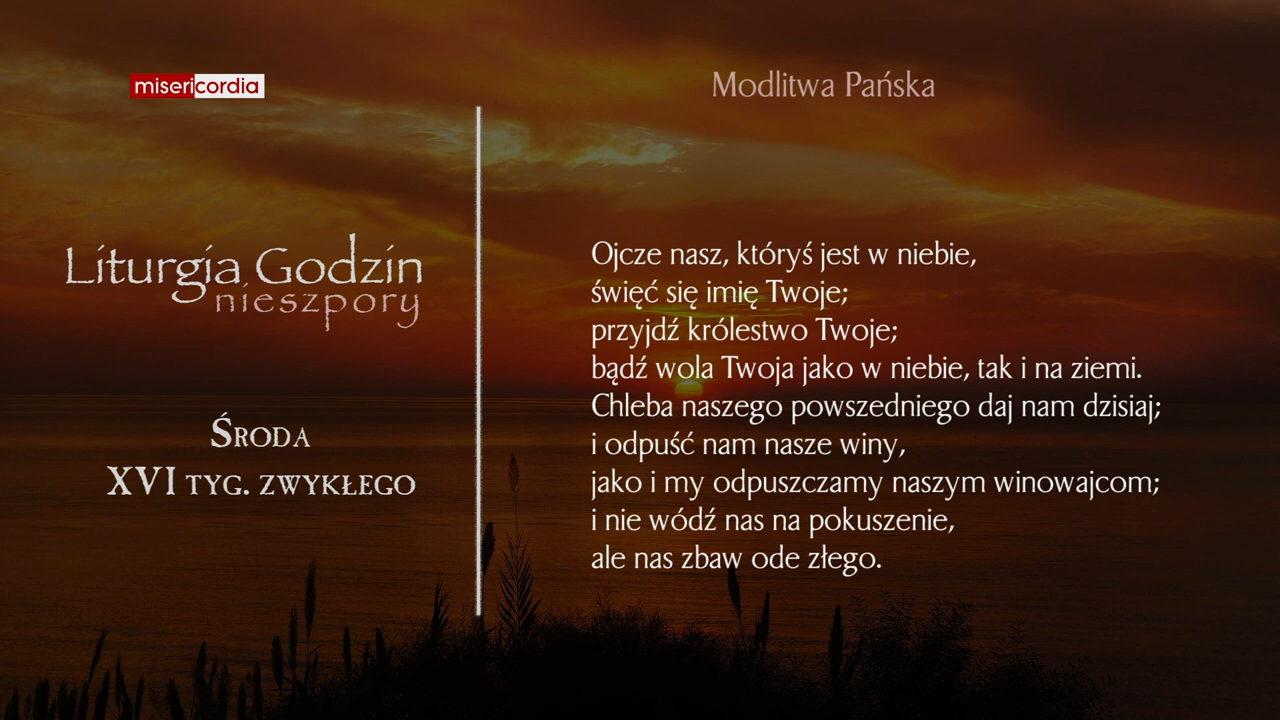 misericordia
Liturgia Godzin
nieszpory
Środa
XVI tyg. zwykłego
Modlitwa Pańska
Ojcze nasz, któryś jest w niebie,
święć się imię Twoje;
przyjdź królestwo Twoje;
bądź wola Twoja jako w niebie, tak i na ziemi.
Chleba naszego powszedniego daj nam dzisiaj;
i odpuść nam nasze winy,
jako i my odpuszczamy naszym winowajcom;
i nie wódź nas na pokuszenie,
ale nas zbaw ode złego.